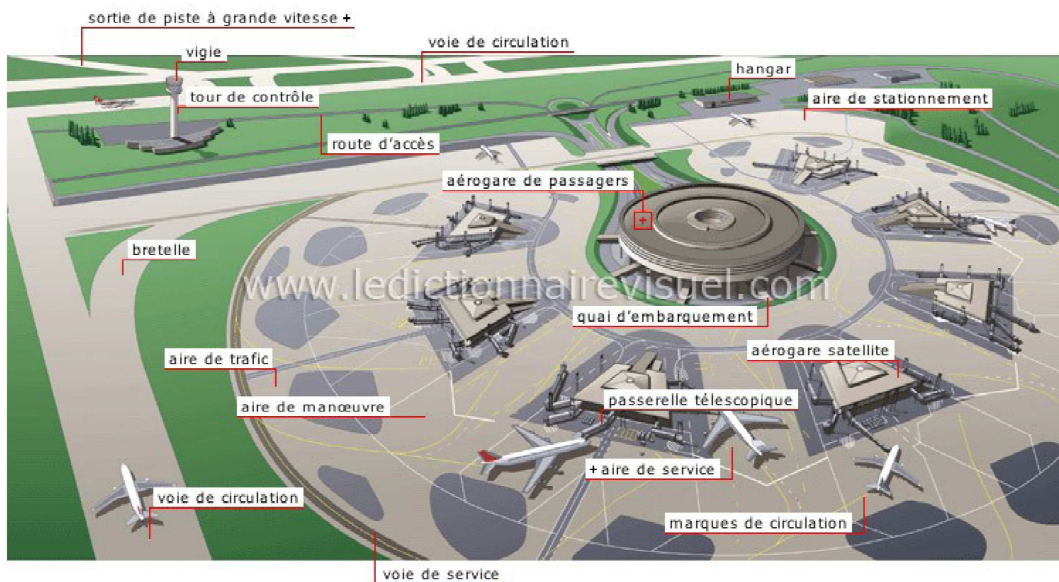 sortie de piste à grande vitesse +
voie de circulation
vigie
hangar
tour de contrôle
aire de stationnement
route d'accès
aérogare de passagers
+
bretelle
www.ledictionnairevisuel.com
quai d'embarquement
aire de trafic
aérogare satellite
passerelle télescopique
aire de manœuvre
+ aire de service
voie de circulation
marques de circulation
voie de service